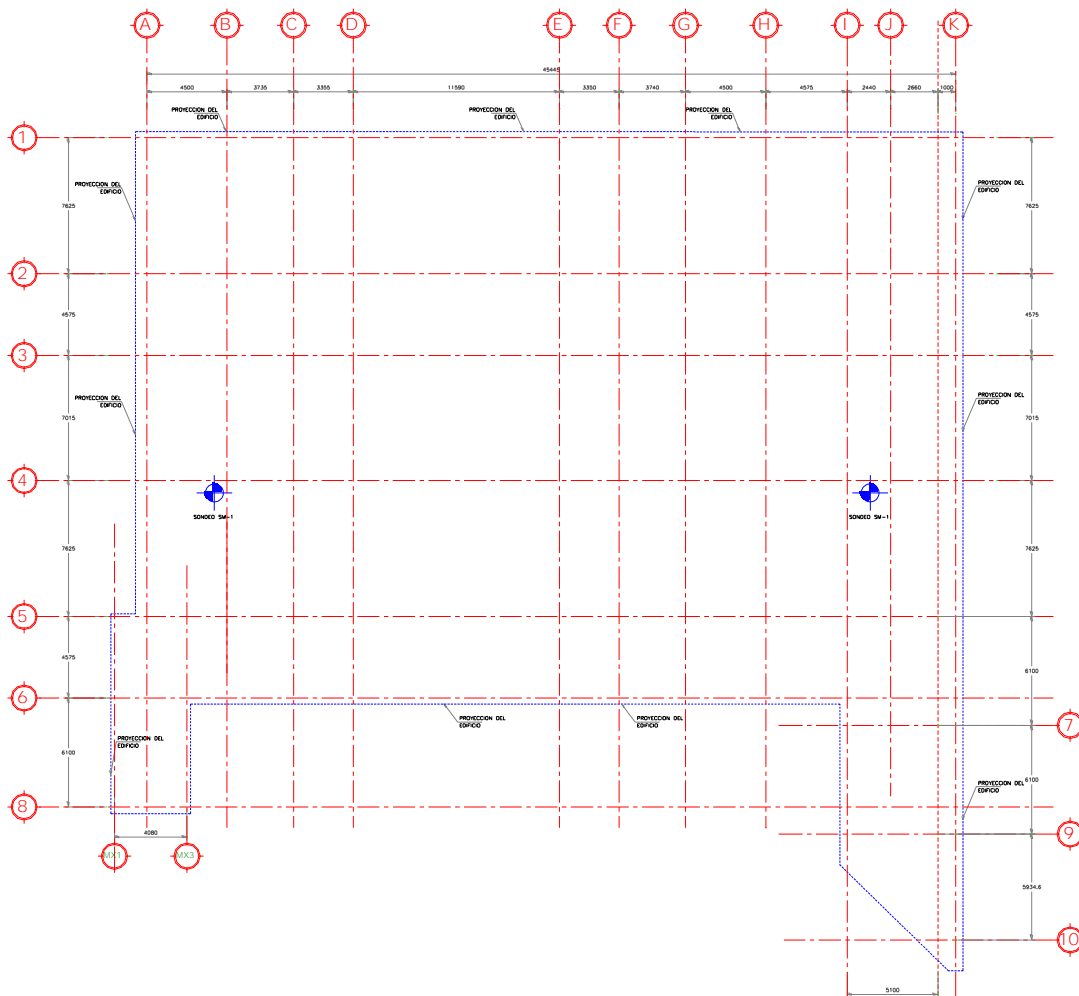 A B C D E F G H I J K
45445
4500 3735 3355 11590 3350 3740 4500 4575 2440 2660 1000
PROYECCION DEL
EDIFICIO
PROYECCION DEL
EDIFICIO
PROYECCION DEL
EDIFICIO
1
PROYECCION DEL
EDIFICIO
PROYECCION DEL
EDIFICIO
7625
7625
2
4575
4575
3
PROYECCION DEL
EDIFICIO
PROYECCION DEL
EDIFICIO
7015
7015
4
SONDEO SM-1
SONDEO SM-1
7625
7625
5
4575
6100
6
PROYECCION DEL
EDIFICIO
PROYECCION DEL
EDIFICIO
7
PROYECCION DEL
EDIFICIO
6100
6100
PROYECCION DEL
EDIFICIO
8
4080
9
MX1 MX3
5934,6
10
5100